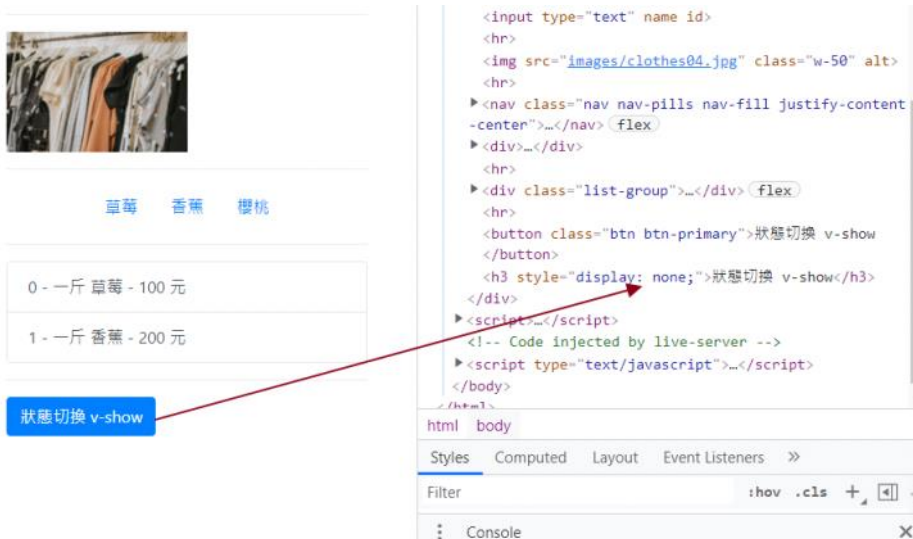 草莓 香蕉 櫻桃
0 - 一斤 草莓 - 100 元
1 - 一斤 香蕉 - 200 元
狀態切換 v-show
<input type="text" name id>
<hr>
<img src="images/clothes04.jpg" class="w-50" alt>
<hr>
▶<nav class="nav nav-pills nav-fill justify-content
-center">…</nav> flex
▶<div>…</div>
<hr>
▶<div class="list-group">…</div> flex
<hr>
<button class="btn btn-primary">狀態切換 v-show
</button>
<h3 style="display: none;">狀態切換 v-show</h3>
</div>
▶<script>…</script>
<!-- Code injected by live-server -->
▶<script type="text/javascript">…</script>
</body>
</html>
html body
Styles Computed Layout Event Listeners »
Filter :hov .cls +
⋮ Console ×